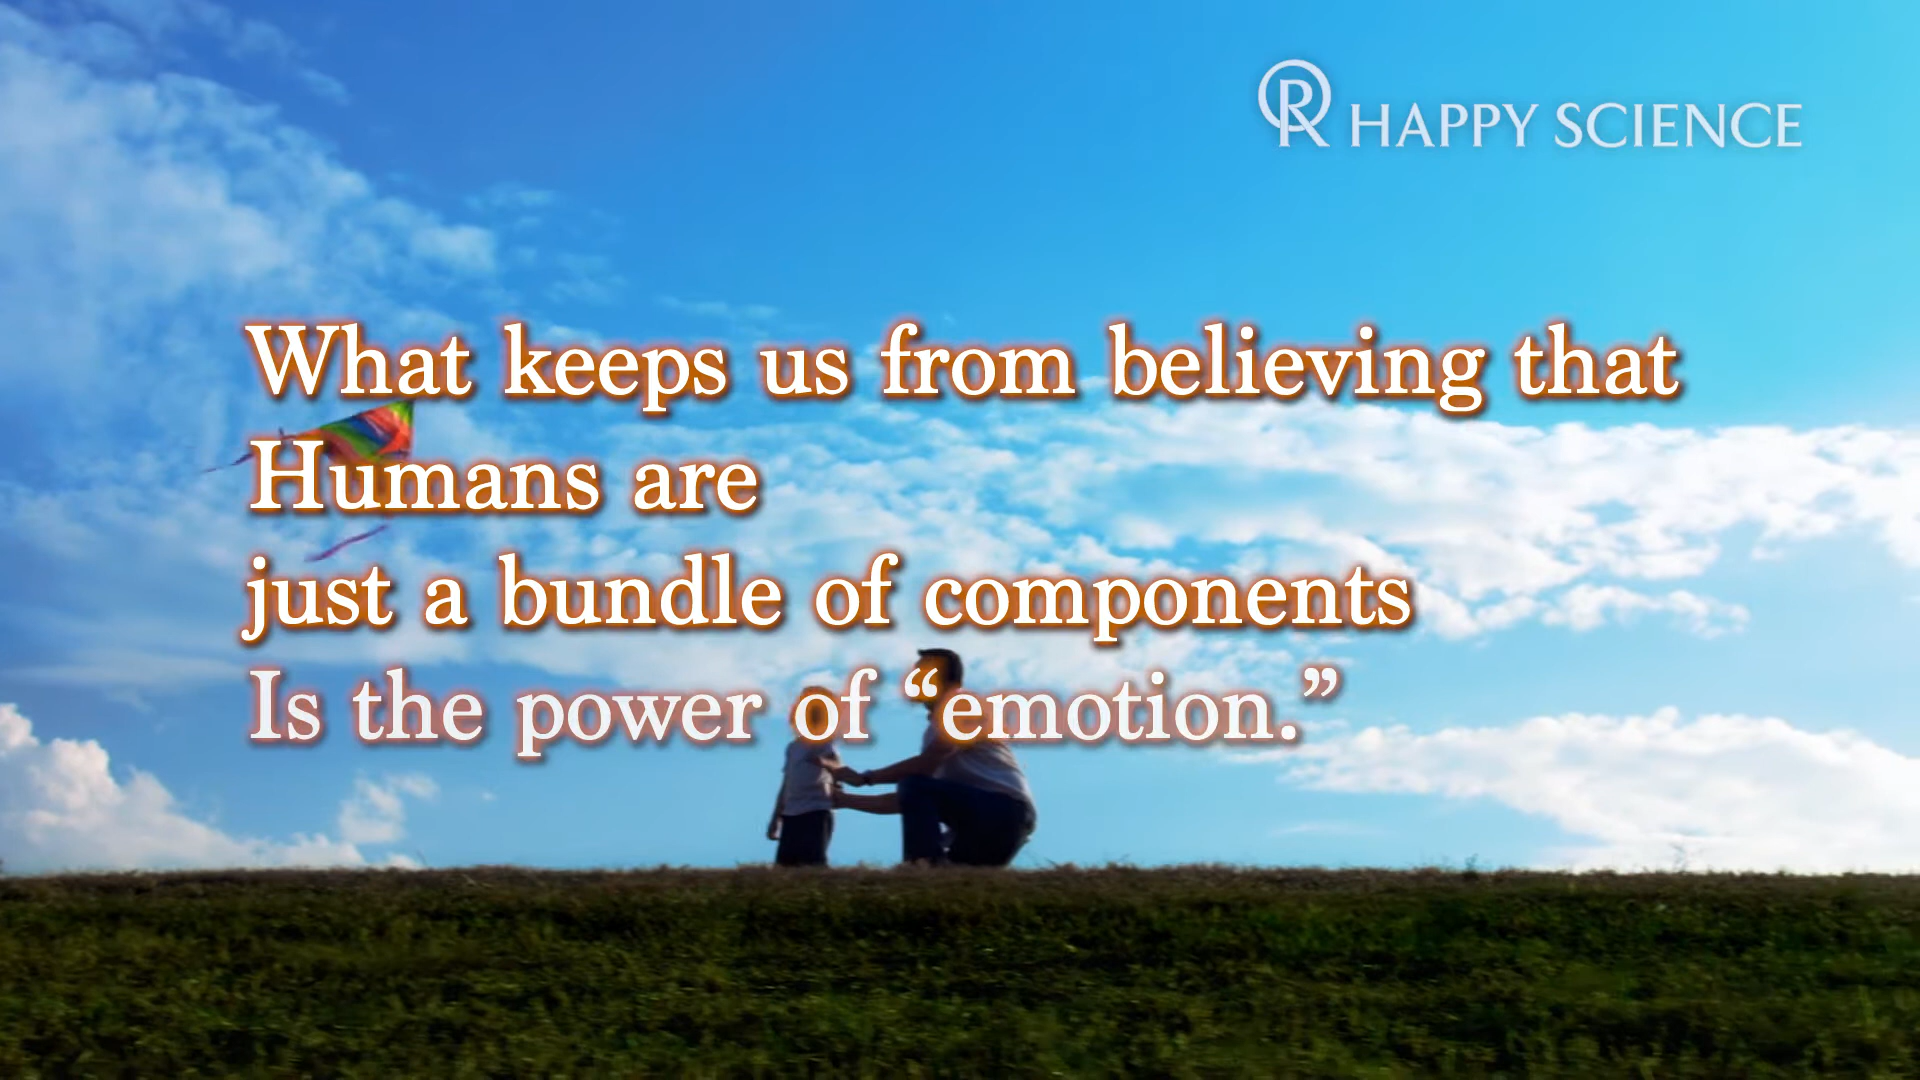 HAPPY SCIENCE
What keeps us from believing that
Humans are
just a bundle of components
Is the power of “emotion.”